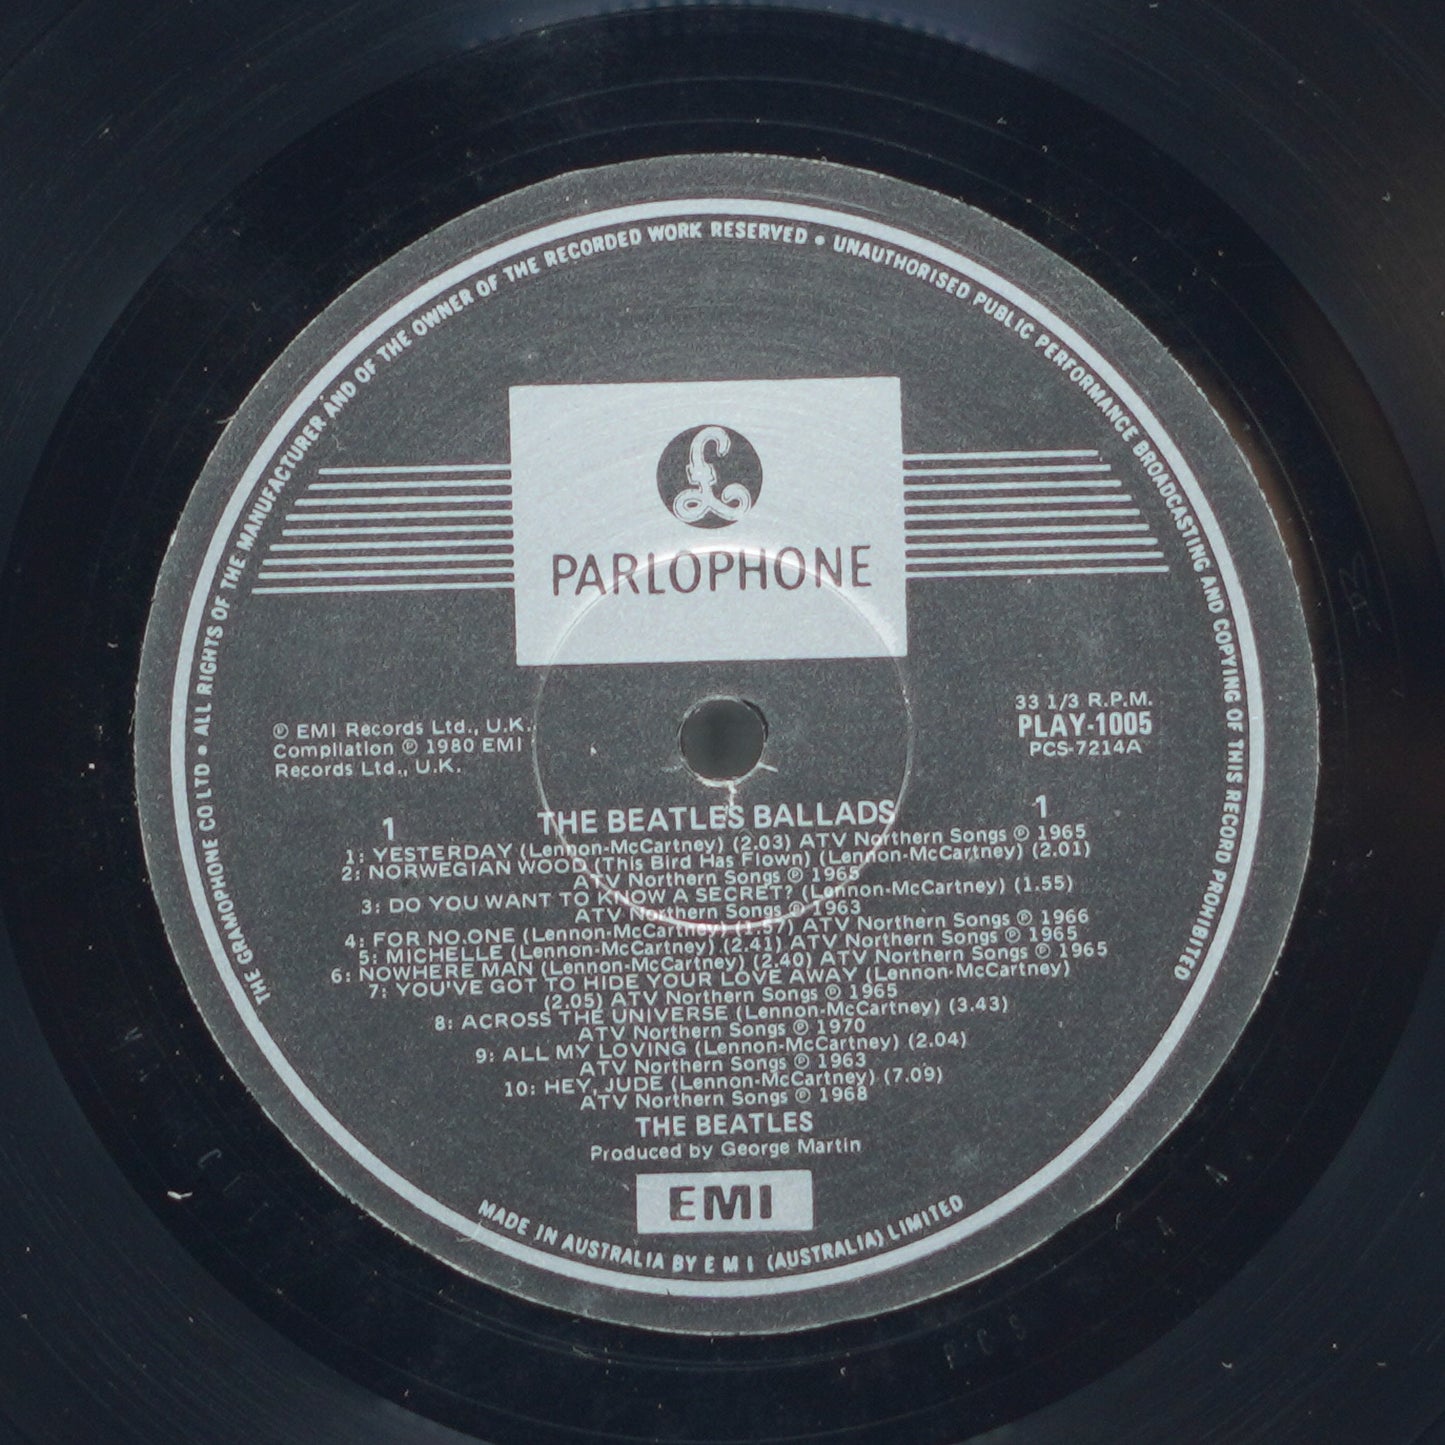 THE GRAMOPHONE CO LTD • ALL RIGHTS OF THE MANUFACTURER AND OF THE OWNER OF THE RECORDED WORK RESERVED • UNAUTHORISED PUBLIC PERFORMANCE BROADCASTING AND COPYING OF THIS RECORD PROHIBITED
£
PARLOPHONE
℗ EMI Records Ltd., U.K.
Compilation ℗ 1980 EMI
Records Ltd., U.K.
33 1/3 R.P.M.
PLAY-1005
PCS-7214A
1 THE BEATLES BALLADS 1
1: YESTERDAY (Lennon-McCartney) (2.03) ATV Northern Songs ℗ 1965
2: NORWEGIAN WOOD (This Bird Has Flown) (Lennon-McCartney) (2.01)
ATV Northern Songs ℗ 1965
3: DO YOU WANT TO KNOW A SECRET? (Lennon-McCartney) (1.55)
ATV Northern Songs ℗ 1963
4: FOR NO.ONE (Lennon-McCartney) (1.57) ATV Northern Songs ℗ 1966
5: MICHELLE (Lennon-McCartney) (2.41) ATV Northern Songs ℗ 1965
6: NOWHERE MAN (Lennon-McCartney) (2.40) ATV Northern Songs ℗ 1965
7: YOU'VE GOT TO HIDE YOUR LOVE AWAY (Lennon-McCartney)
(2.05) ATV Northern Songs ℗ 1965
8: ACROSS THE UNIVERSE (Lennon-McCartney) (3.43)
ATV Northern Songs ℗ 1970
9: ALL MY LOVING (Lennon-McCartney) (2.04)
ATV Northern Songs ℗ 1963
10: HEY, JUDE (Lennon-McCartney) (7.09)
ATV Northern Songs ℗ 1968
THE BEATLES
Produced by George Martin
EMI
MADE IN AUSTRALIA BY E M I (AUSTRALIA) LIMITED